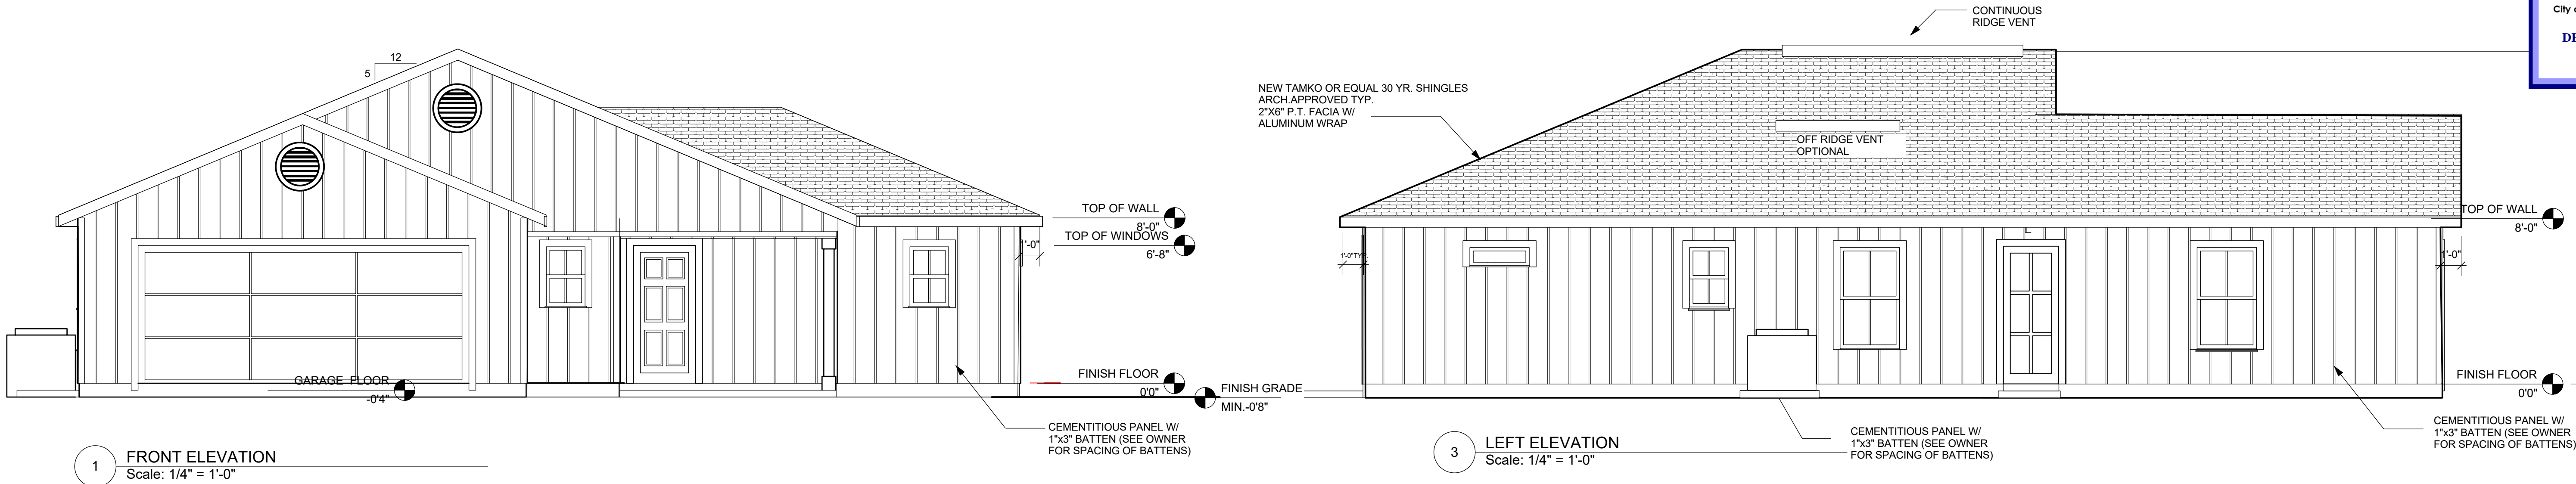 12
5
TOP OF WALL
8'-0"
TOP OF WINDOWS
6'-8"
1'-0"
GARAGE FLOOR
-0'4"
FINISH FLOOR
0'0"
FINISH GRADE
MIN.-0'8"
CEMENTITIOUS PANEL W/
1"x3" BATTEN (SEE OWNER
FOR SPACING OF BATTENS)
1
FRONT ELEVATION
Scale: 1/4" = 1'-0"
CONTINUOUS
RIDGE VENT
NEW TAMKO OR EQUAL 30 YR. SHINGLES
ARCH.APPROVED TYP.
2"X6" P.T. FACIA W/
ALUMINUM WRAP
OFF RIDGE VENT
OPTIONAL
1'-0"TYP.
TOP OF WALL
8'-0"
1'-0"
FINISH FLOOR
0'0"
CEMENTITIOUS PANEL W/
1"x3" BATTEN (SEE OWNER
FOR SPACING OF BATTENS)
CEMENTITIOUS PANEL W/
1"x3" BATTEN (SEE OWNER
FOR SPACING OF BATTENS)
3
LEFT ELEVATION
Scale: 1/4" = 1'-0"
City